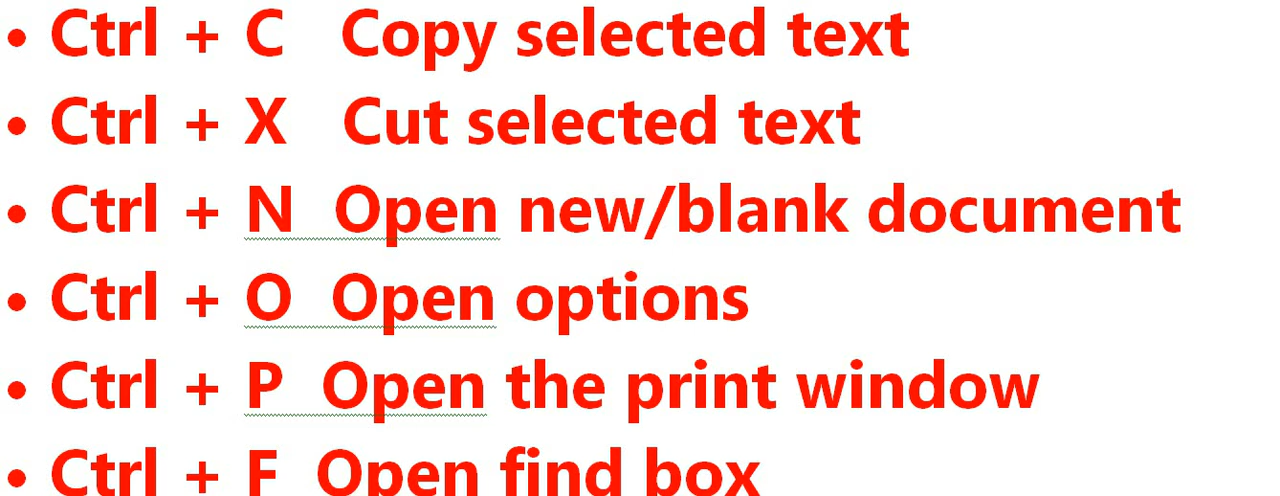 • Ctrl + C Copy selected text
• Ctrl + X Cut selected text
• Ctrl + N Open new/blank document
• Ctrl + O Open options
• Ctrl + P Open the print window
• Ctrl + F Open find box